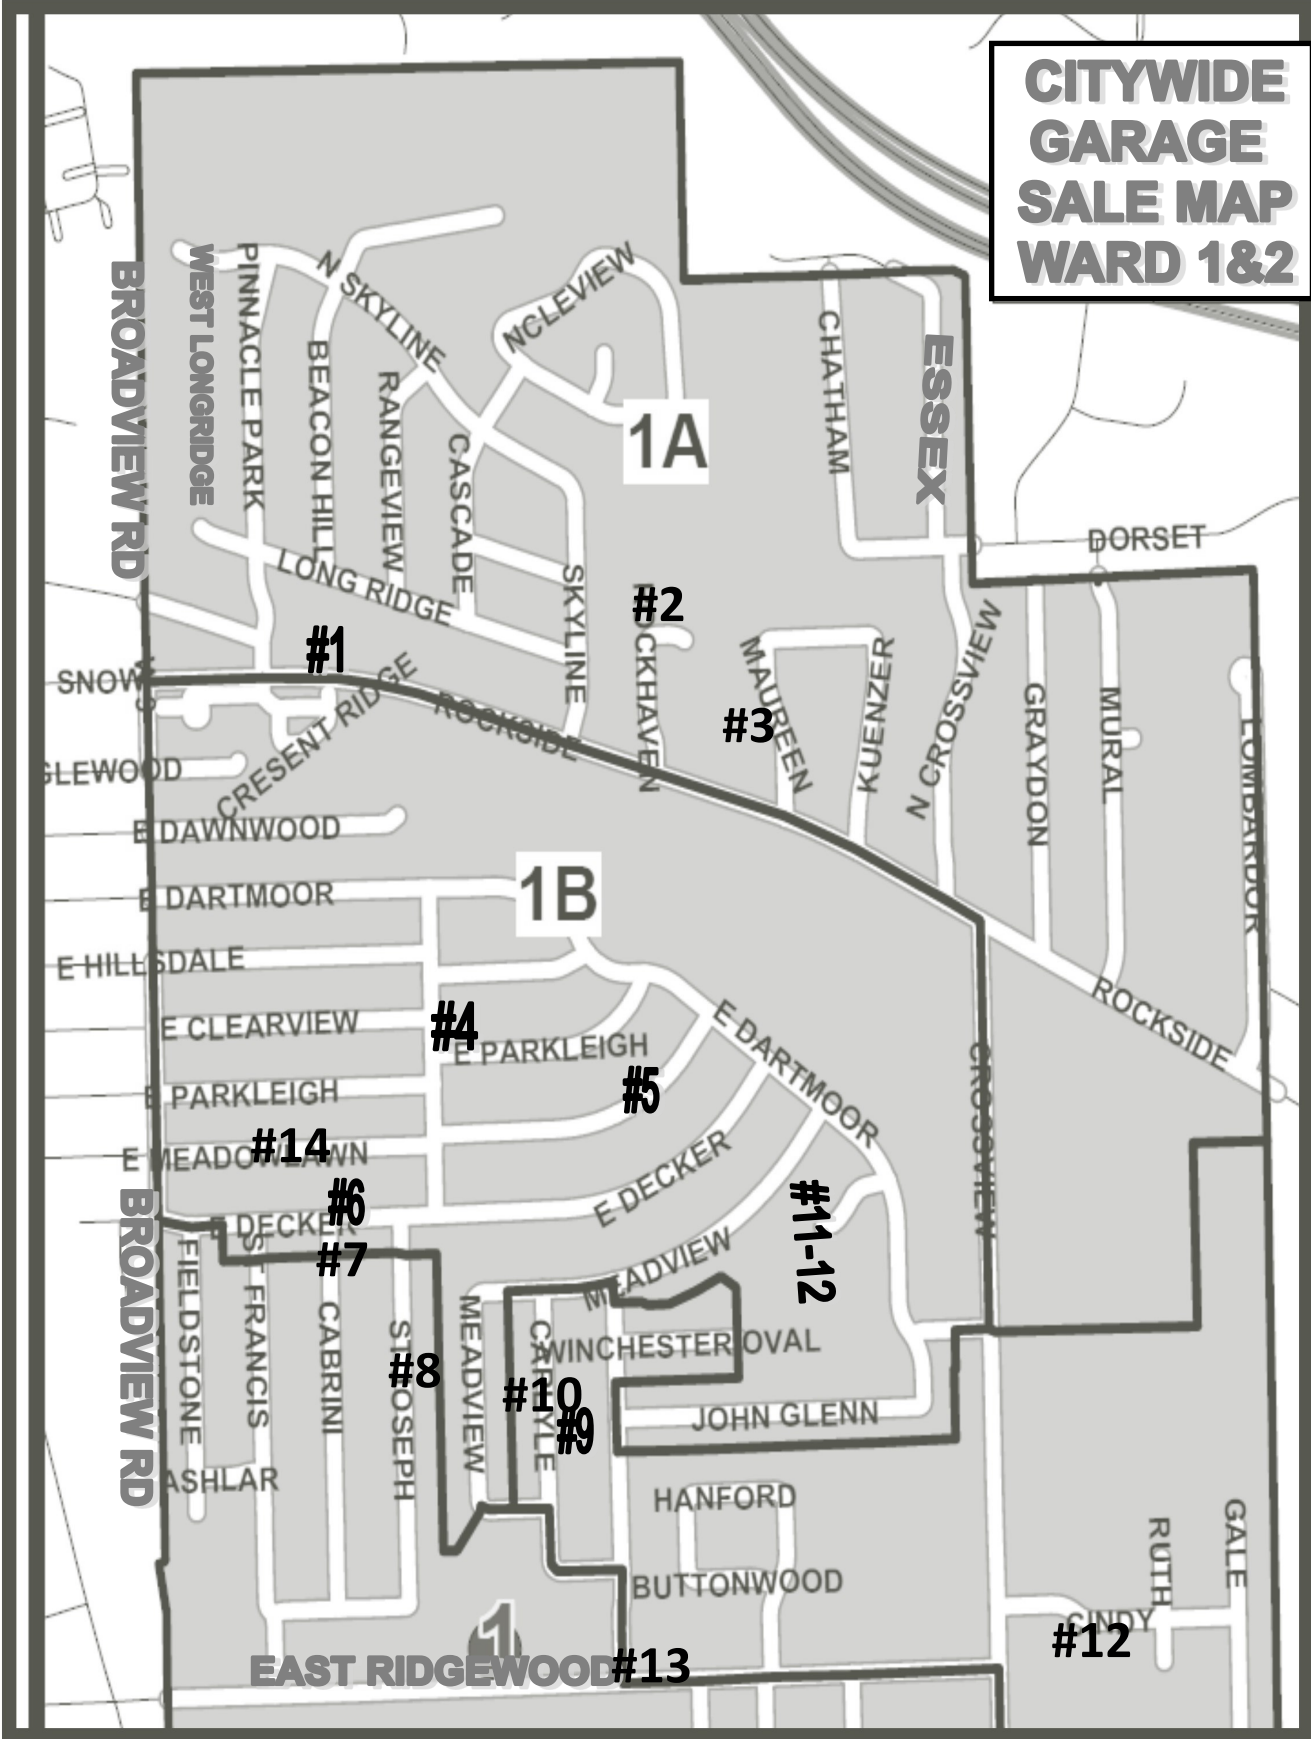 CITYWIDE
GARAGE
SALE MAP
WARD 1&2
BROADVIEW RD
WEST LONGRIDGE
PINNACLE PARK
N SKYLINE
BEACON HILL
RANGEVIEW
CASCADE
NCLEVIEW
1A
CHATHAM
ESSEX
DORSET
LONG RIDGE
SKYLINE
#2
#1
MAUREEN
#3
KUENZER
N CROSSVIEW
GRAYDON
MURAL
LOMBARDOR
SNOW
CRESENT RIDGE
ROCKSIDE
GLEWOOD
E DAWNWOOD
E DARTMOOR
1B
E HILLSDALE
E CLEARVIEW
#4
E PARKLEIGH
E DARTMOOR
ROCKSIDE
CROSSVIEW
#5
E PARKLEIGH
#14
E MEADOWLAWN
#6
E DECKER
E DECKER
#7
#11-12
BROADVIEW RD
FIELDSTONE
ST FRANCIS
CABRINI
ST JOSEPH
#8
MEADVIEW
MEADVIEW
CARLYLE
WINCHESTER OVAL
#10
#9
JOHN GLENN
ASHLAR
HANFORD
BUTTONWOOD
RUTH
GALE
CINDY
#12
1
EAST RIDGEWOOD
#13